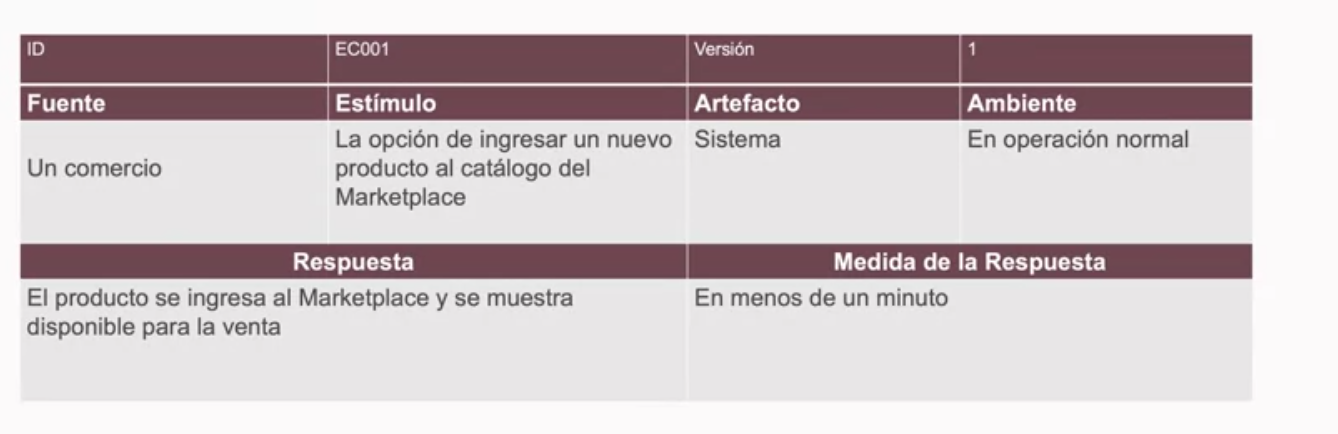 ID EC001 Versión 1
Fuente Estímulo Artefacto Ambiente
Un comercio
La opción de ingresar un nuevo
producto al catálogo del
Marketplace
Sistema
En operación normal
Respuesta Medida de la Respuesta
El producto se ingresa al Marketplace y se muestra
disponible para la venta
En menos de un minuto